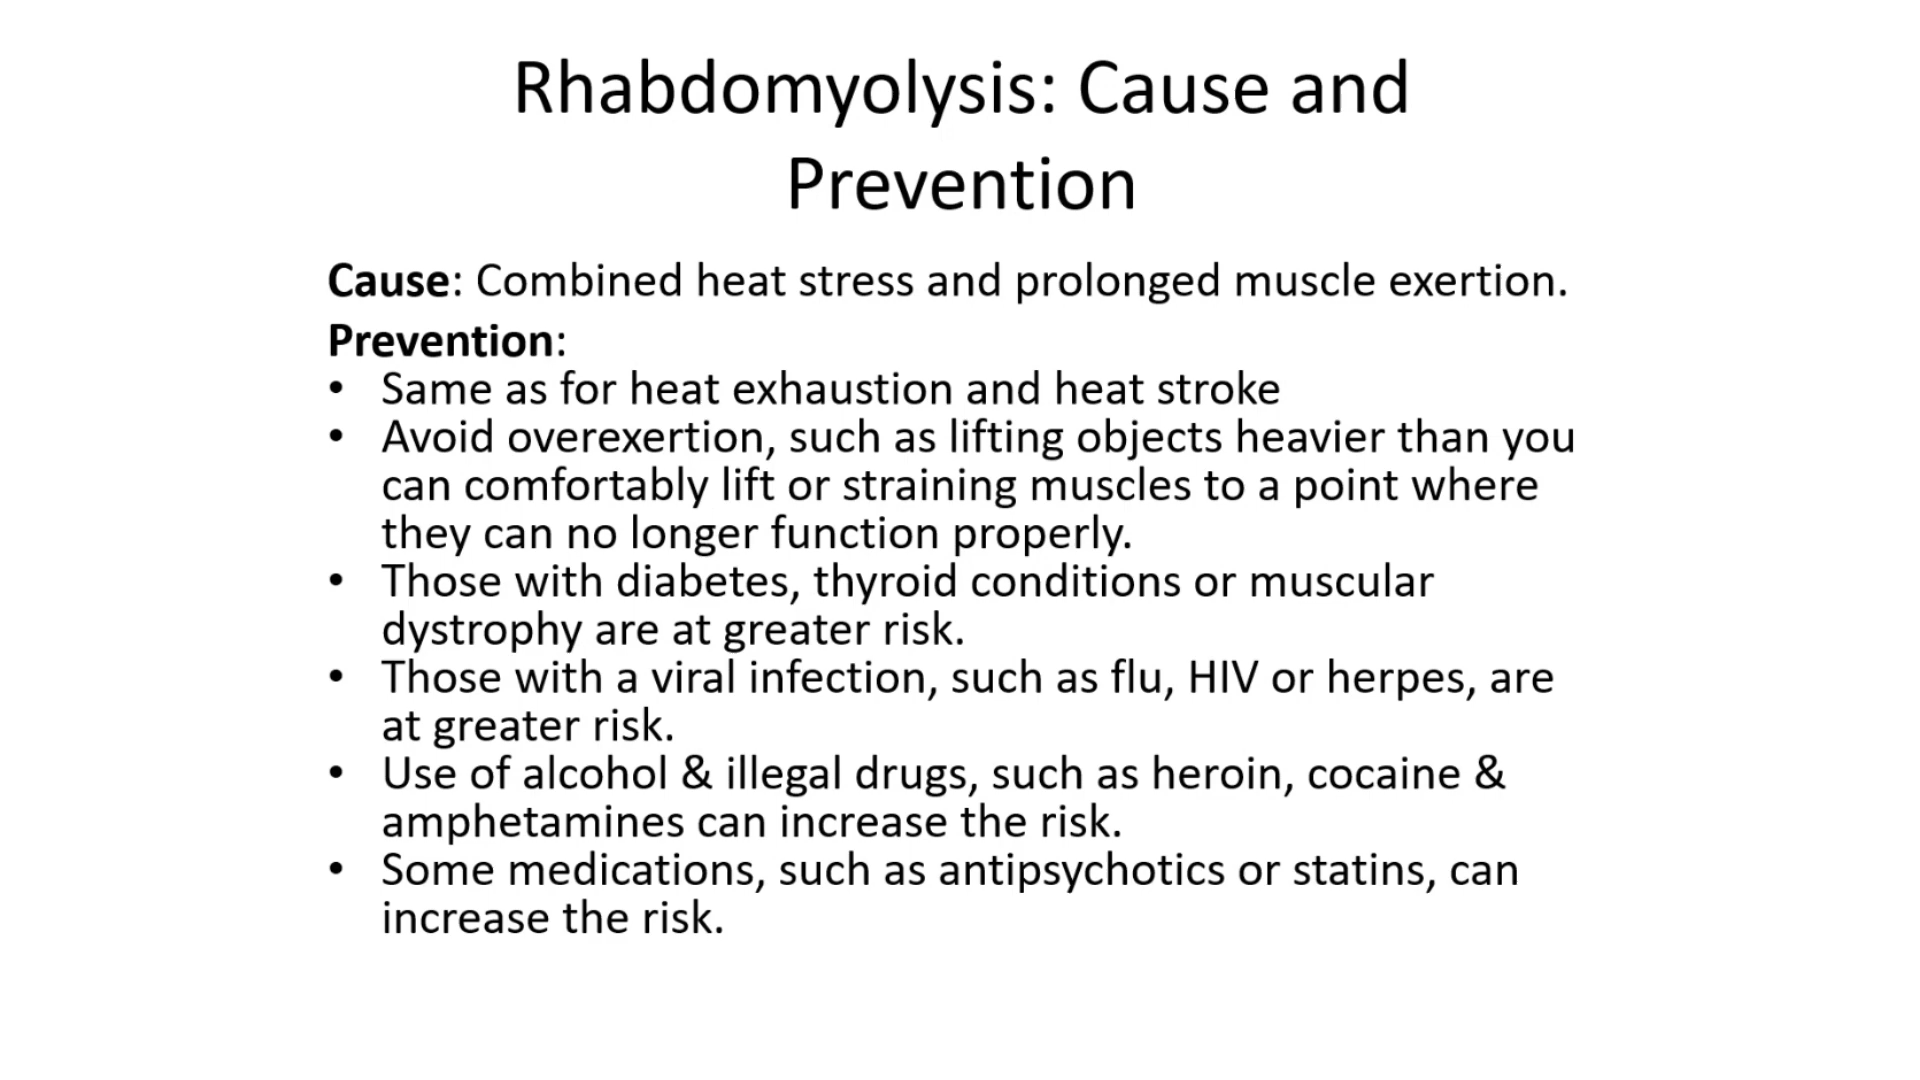 Rhabdomyolysis: Cause and
Prevention
Cause: Combined heat stress and prolonged muscle exertion.
Prevention:
• Same as for heat exhaustion and heat stroke
• Avoid overexertion, such as lifting objects heavier than you
can comfortably lift or straining muscles to a point where
they can no longer function properly.
• Those with diabetes, thyroid conditions or muscular
dystrophy are at greater risk.
• Those with a viral infection, such as flu, HIV or herpes, are
at greater risk.
• Use of alcohol & illegal drugs, such as heroin, cocaine &
amphetamines can increase the risk.
• Some medications, such as antipsychotics or statins, can
increase the risk.